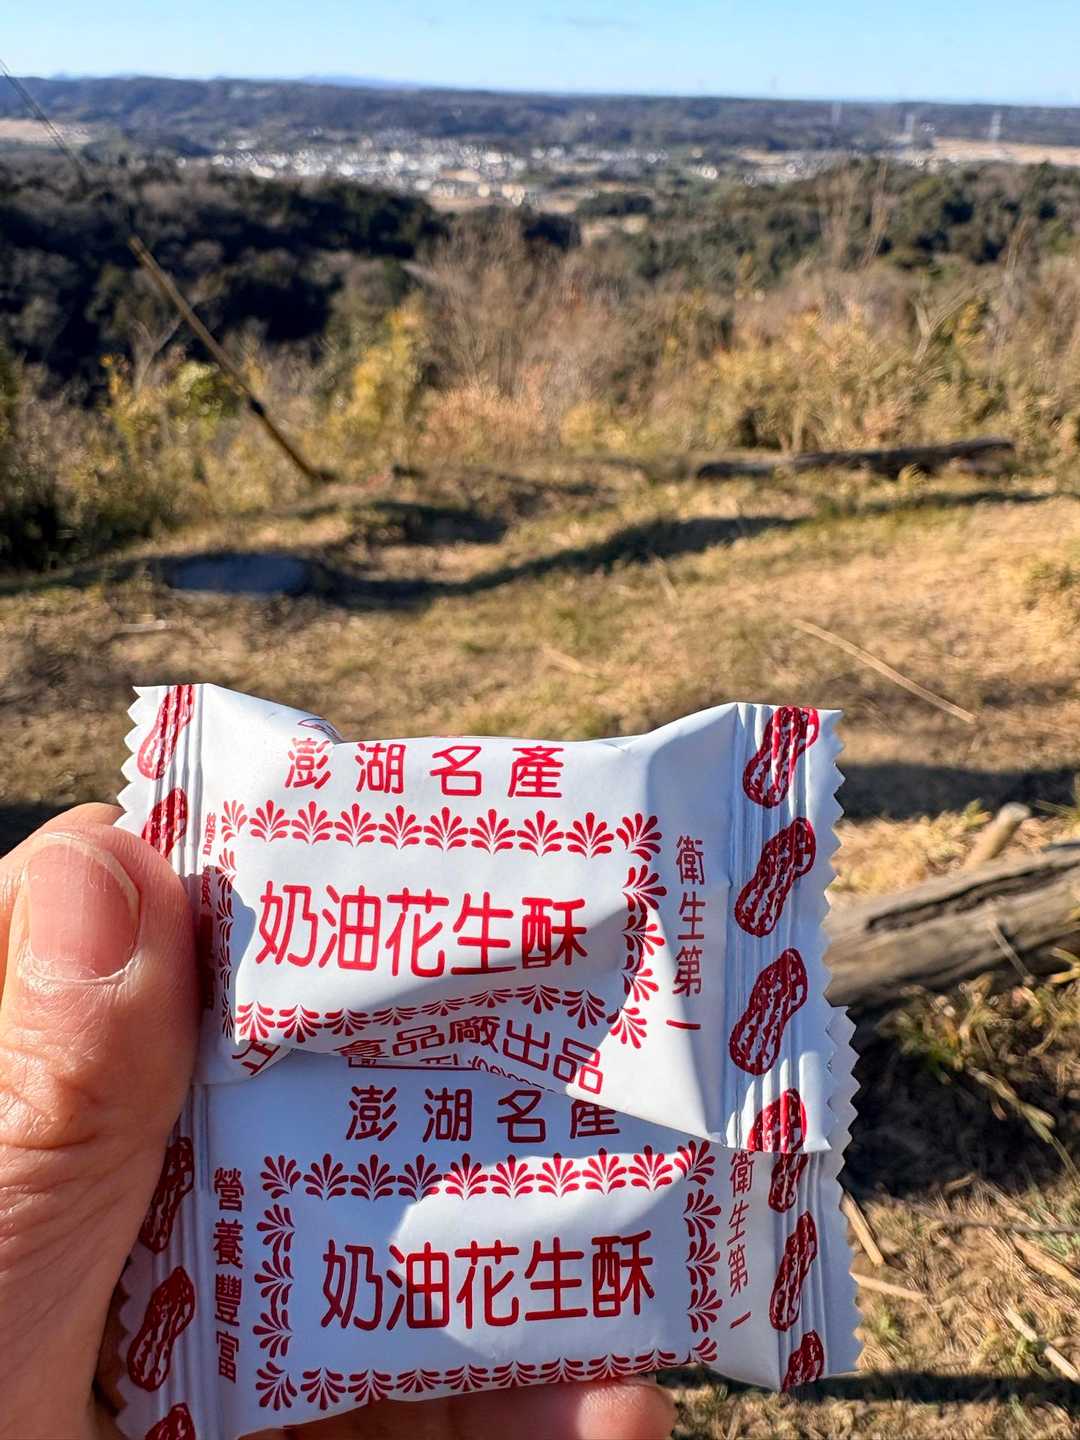 澎湖名產
奶油花生酥
衛生第一
食品廠出品
澎湖名產
營養豐富
奶油花生酥
衛生第一